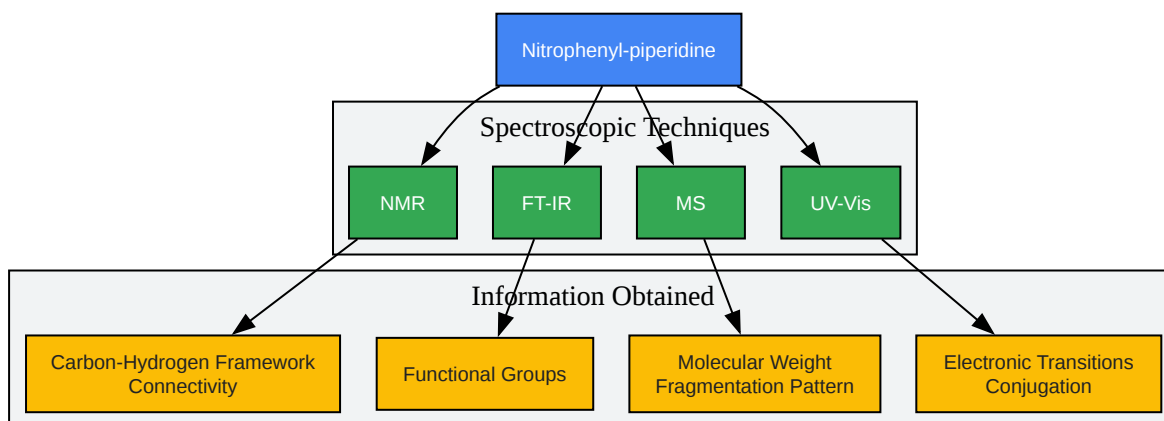 Nitrophenyl-piperidine
Spectroscopic Techniques
NMR
FT-IR
MS
UV-Vis
Information Obtained
Carbon-Hydrogen Framework
Connectivity
Functional Groups
Molecular Weight
Fragmentation Pattern
Electronic Transitions
Conjugation